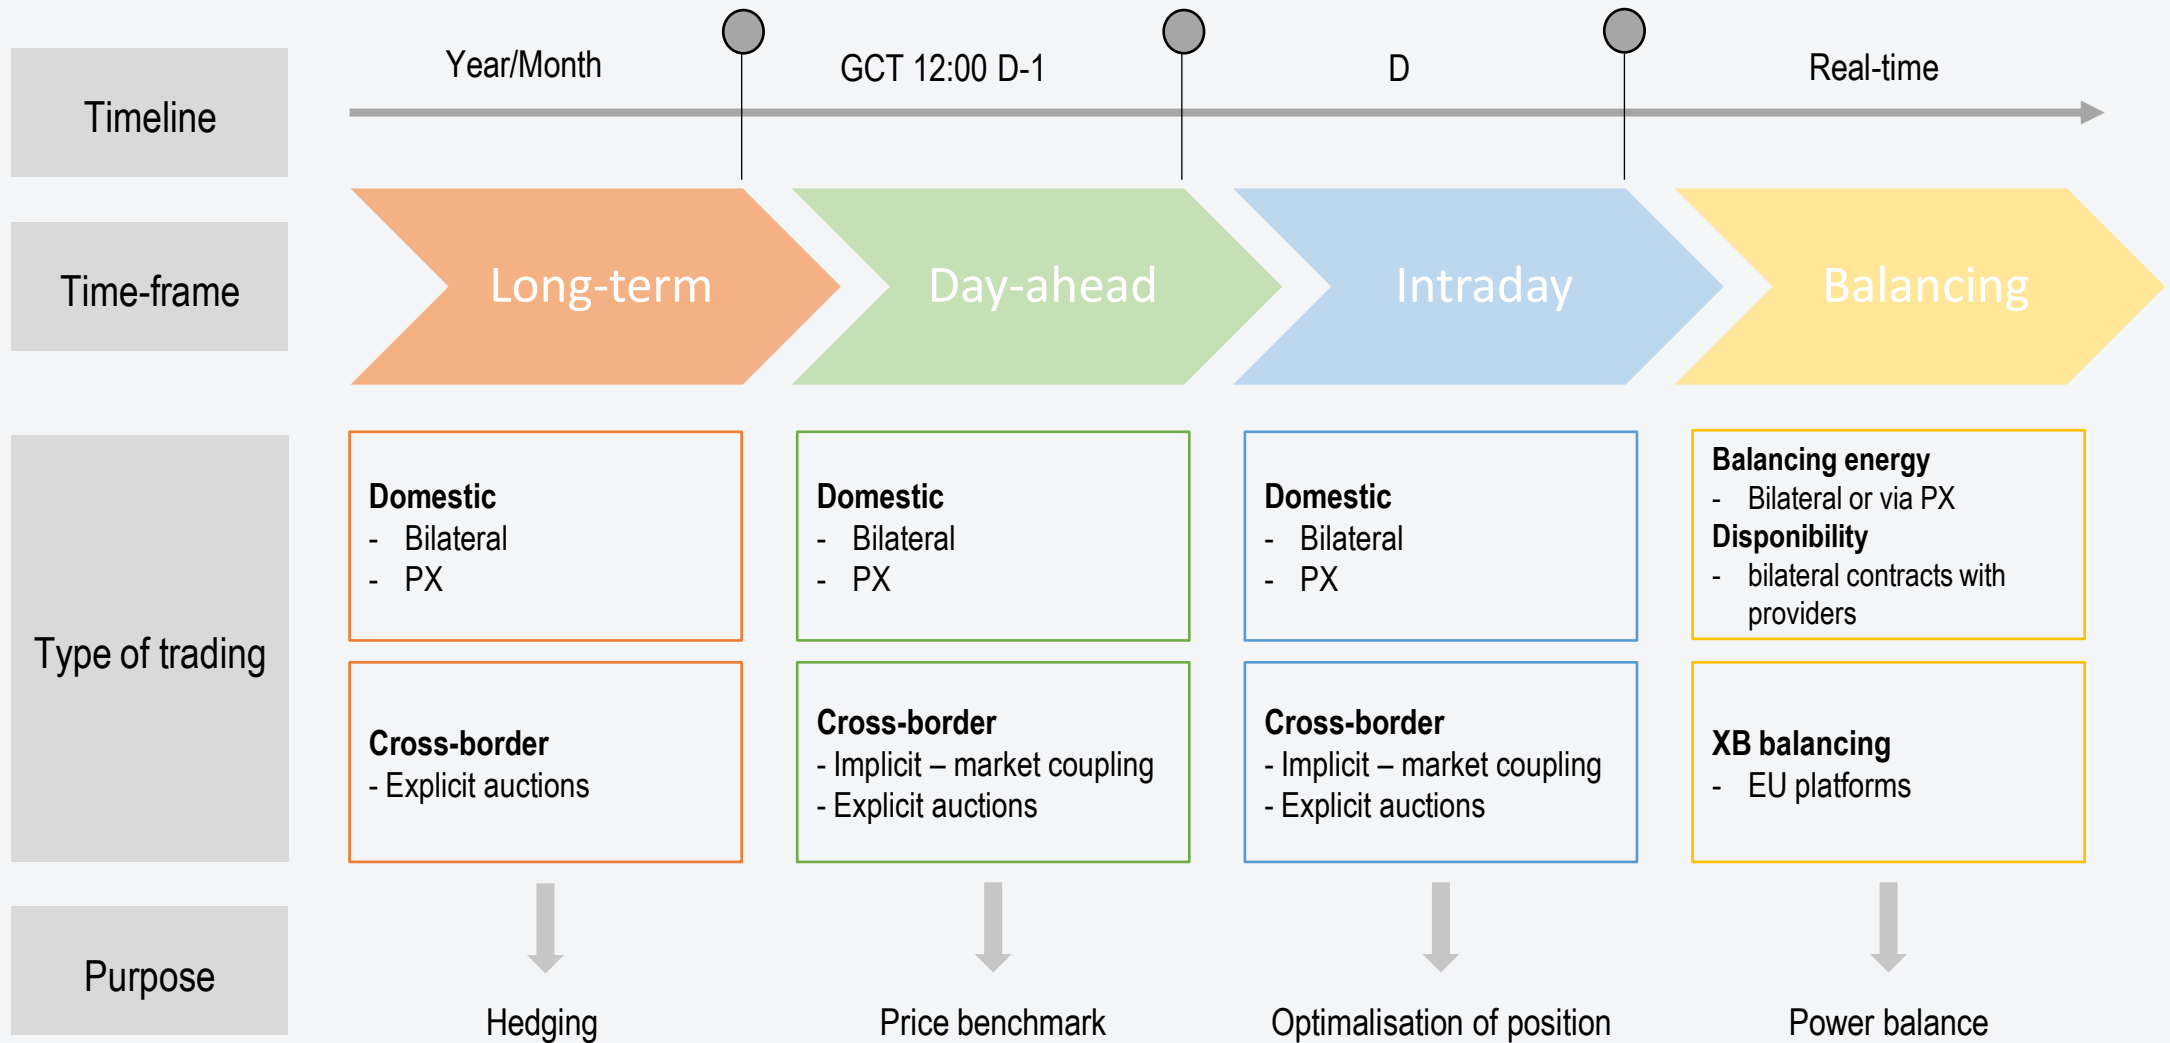 Timeline
Year/Month
GCT 12:00 D-1
D
Real-time
Time-frame
Long-term
Day-ahead
Intraday
Balancing
Type of trading
Domestic
- Bilateral
- PX
Domestic
- Bilateral
- PX
Domestic
- Bilateral
- PX
Balancing energy
- Bilateral or via PX
Disponibility
- bilateral contracts with
providers
Cross-border
- Explicit auctions
Cross-border
- Implicit – market coupling
- Explicit auctions
Cross-border
- Implicit – market coupling
- Explicit auctions
XB balancing
- EU platforms
Purpose
Hedging
Price benchmark
Optimalisation of position
Power balance